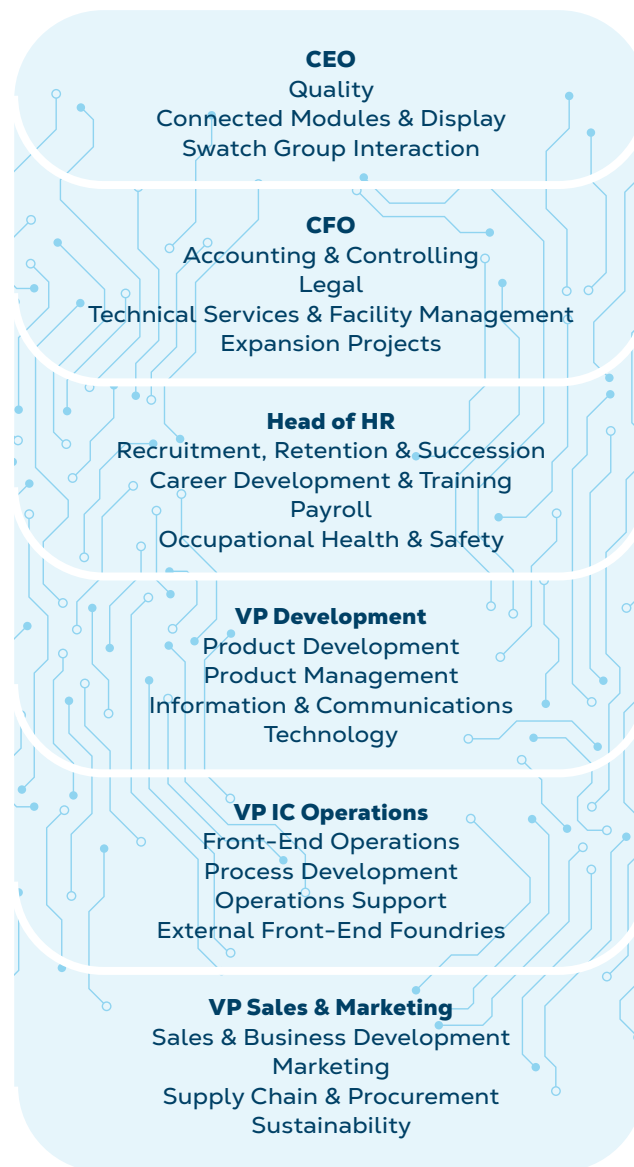 CEO
Quality
Connected Modules & Display
Swatch Group Interaction
CFO
Accounting & Controlling
Legal
Technical Services & Facility Management
Expansion Projects
Head of HR
Recruitment, Retention & Succession
Career Development & Training
Payroll
Occupational Health & Safety
VP Development
Product Development
Product Management
Information & Communications
Technology
VP IC Operations
Front-End Operations
Process Development
Operations Support
External Front-End Foundries
VP Sales & Marketing
Sales & Business Development
Marketing
Supply Chain & Procurement
Sustainability